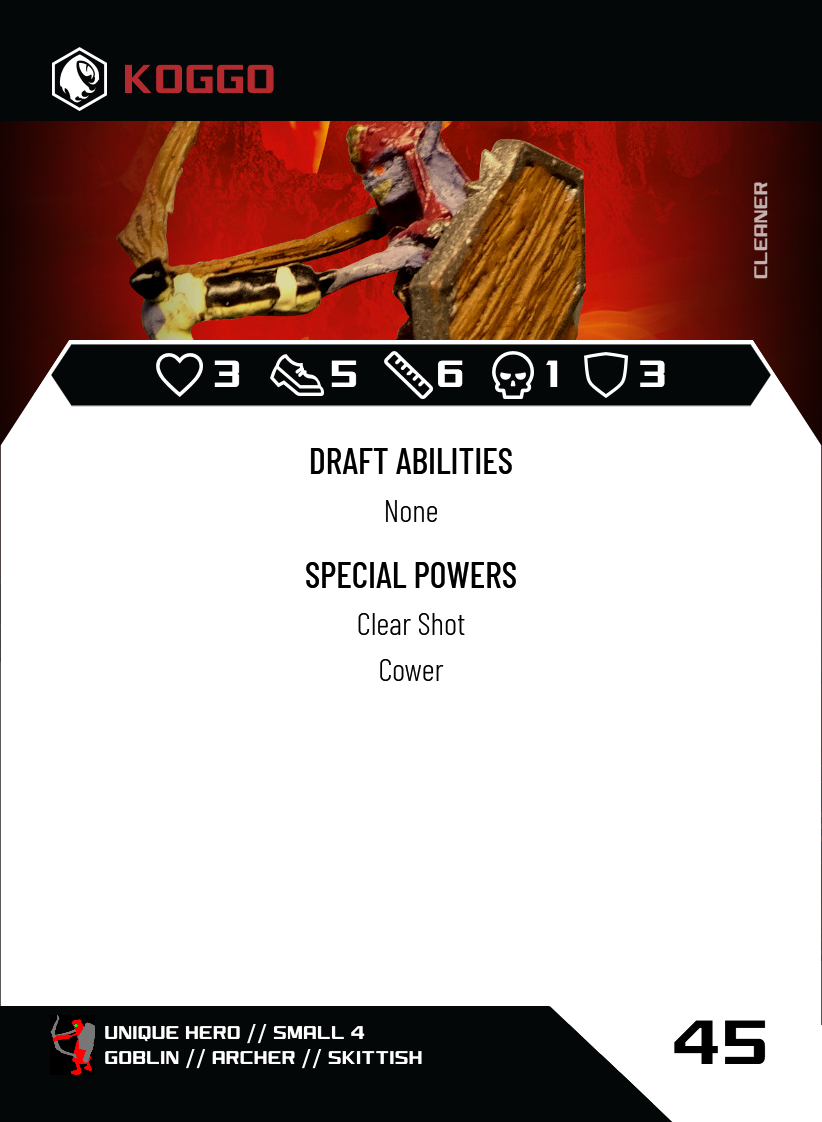 KOGGO
CLEANER
3 5 6 1 3
DRAFT ABILITIES
None
SPECIAL POWERS
Clear Shot
Cower
UNIQUE HERO // SMALL 4
GOBLIN // ARCHER // SKITTISH
45